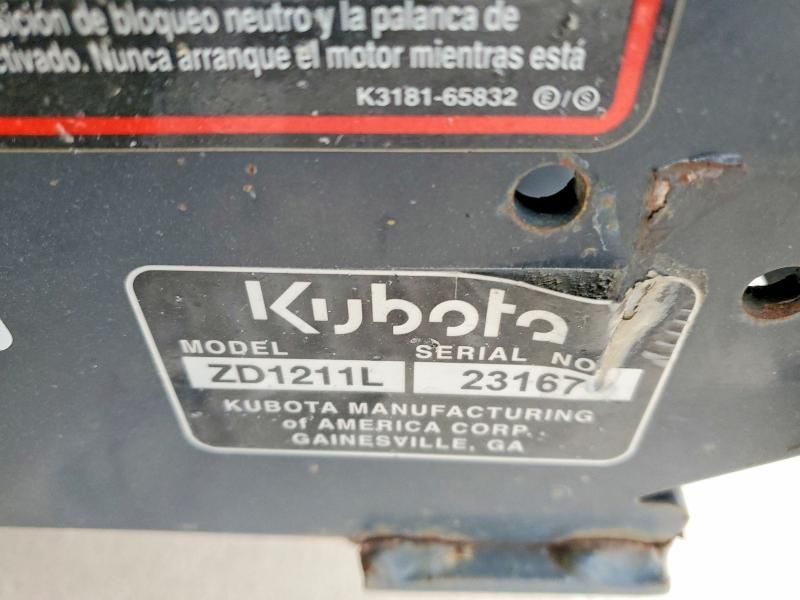 sición de bloqueo neutro y la palanca de
ctivado. Nunca arranque el motor mientras está
K3181-65832 E/S
Kubota
MODEL SERIAL NO
ZD1211L 23167
KUBOTA MANUFACTURING
of AMERICA CORP.
GAINESVILLE, GA